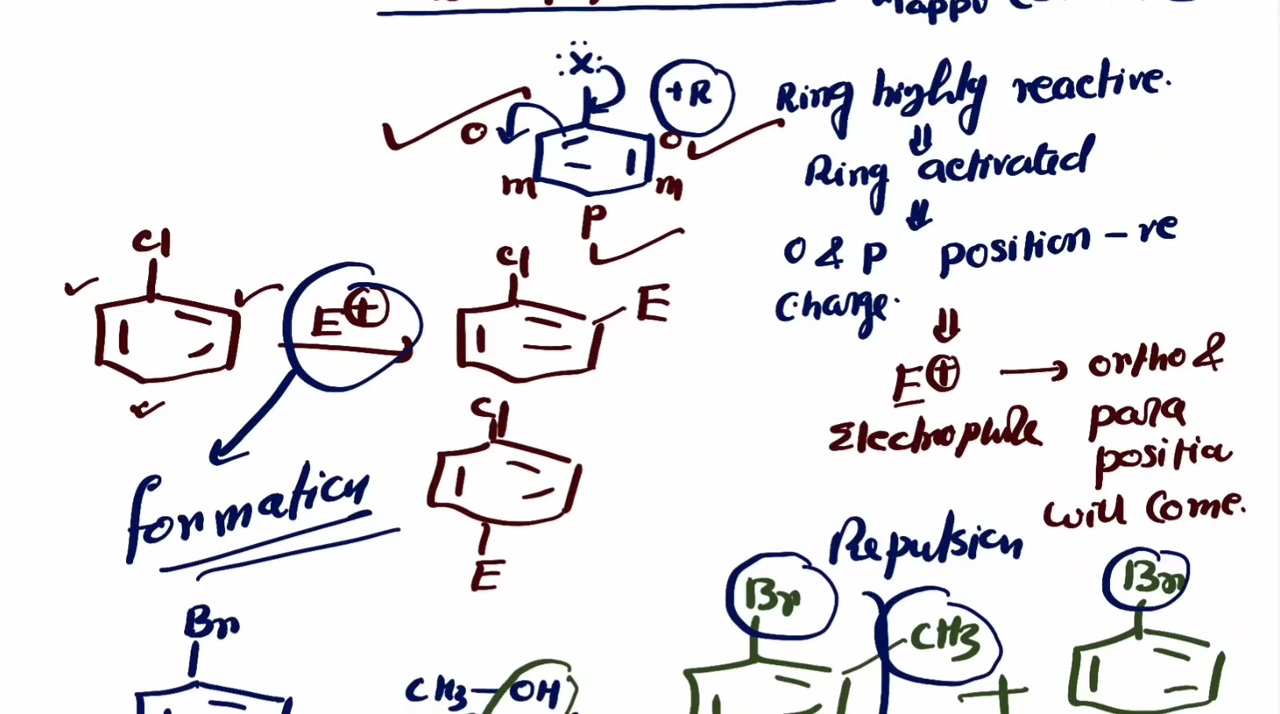 X
+R
Ring highly reactive.
o
o
Ring activated
m
m
p
O & p position - re
Charge.
Cl
E+
Cl
E
E+ → ortho &
Electrophile
para
position
will come.
Cl
E
formation
Repulsion
Br
CH3
+
Br
Br
CH3-OH